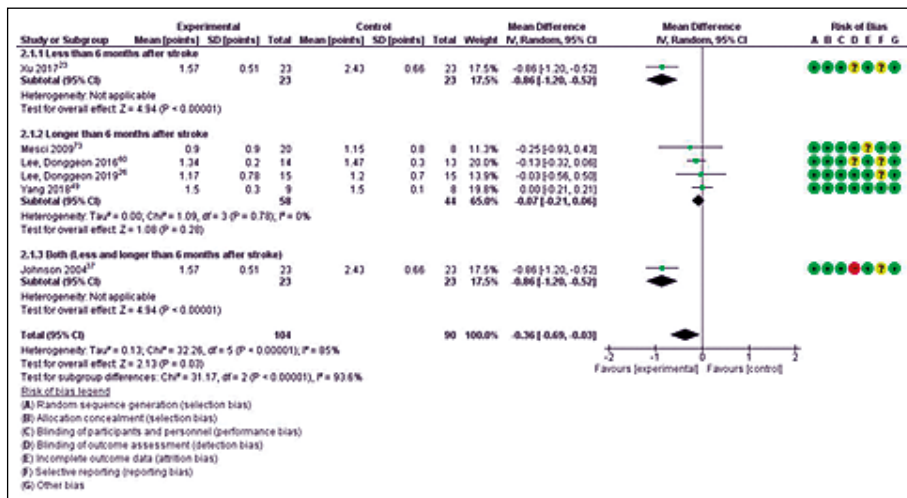 Experimental Control Mean Difference Mean Difference Risk of Bias
Study or Subgroup Mean [points] SD [points] Total Mean [points] SD [points] Total Weight IV, Random, 95% CI IV, Random, 95% CI A B C D E F G
2.1.1 Less than 6 months after stroke
Xu 2017²³ 1.57 0.51 23 2.43 0.66 23 17.5% -0.86 [-1.20, -0.52] ? ?
Subtotal (95% CI) 23 23 17.5% -0.86 [-1.20, -0.52]
Heterogeneity: Not applicable
Test for overall effect: Z = 4.94 (P < 0.00001)
2.1.2 Longer than 6 months after stroke
Mesci 2009⁷³ 0.9 0.9 20 1.15 0.8 8 11.3% -0.25 [-0.93, 0.43] ?
Lee, Donggeon 2016⁶⁰ 1.34 0.2 14 1.47 0.3 13 20.0% -0.13 [-0.32, 0.06] ? ?
Lee, Donggeon 2019²⁶ 1.17 0.78 15 1.2 0.7 15 13.9% -0.03 [-0.56, 0.50]
Yang 2018⁴⁹ 1.5 0.3 9 1.5 0.1 8 19.8% 0.00 [-0.21, 0.21] ?
Subtotal (95% CI) 58 44 65.0% -0.07 [-0.21, 0.06]
Heterogeneity: Tau² = 0.00; Chi² = 1.09, df = 3 (P = 0.78); I² = 0%
Test for overall effect: Z = 1.08 (P = 0.28)
2.1.3 Both (Less and longer than 6 months after stroke)
Johnson 2004³⁷ 1.57 0.51 23 2.43 0.66 23 17.5% -0.86 [-1.20, -0.52] ?
Subtotal (95% CI) 23 23 17.5% -0.86 [-1.20, -0.52]
Heterogeneity: Not applicable
Test for overall effect: Z = 4.94 (P < 0.00001)
Total (95% CI) 104 90 100.0% -0.36 [-0.69, -0.03]
Heterogeneity: Tau² = 0.13; Chi² = 32.26, df = 5 (P < 0.00001); I² = 85%
Test for overall effect: Z = 2.13 (P = 0.03)
Test for subgroup differences: Chi² = 31.17, df = 2 (P < 0.00001), I² = 93.6%
-2 -1 0 1 2
Favours [experimental] Favours [control]
Risk of bias legend
(A) Random sequence generation (selection bias)
(B) Allocation concealment (selection bias)
(C) Blinding of participants and personnel (performance bias)
(D) Blinding of outcome assessment (detection bias)
(E) Incomplete outcome data (attrition bias)
(F) Selective reporting (reporting bias)
(G) Other bias